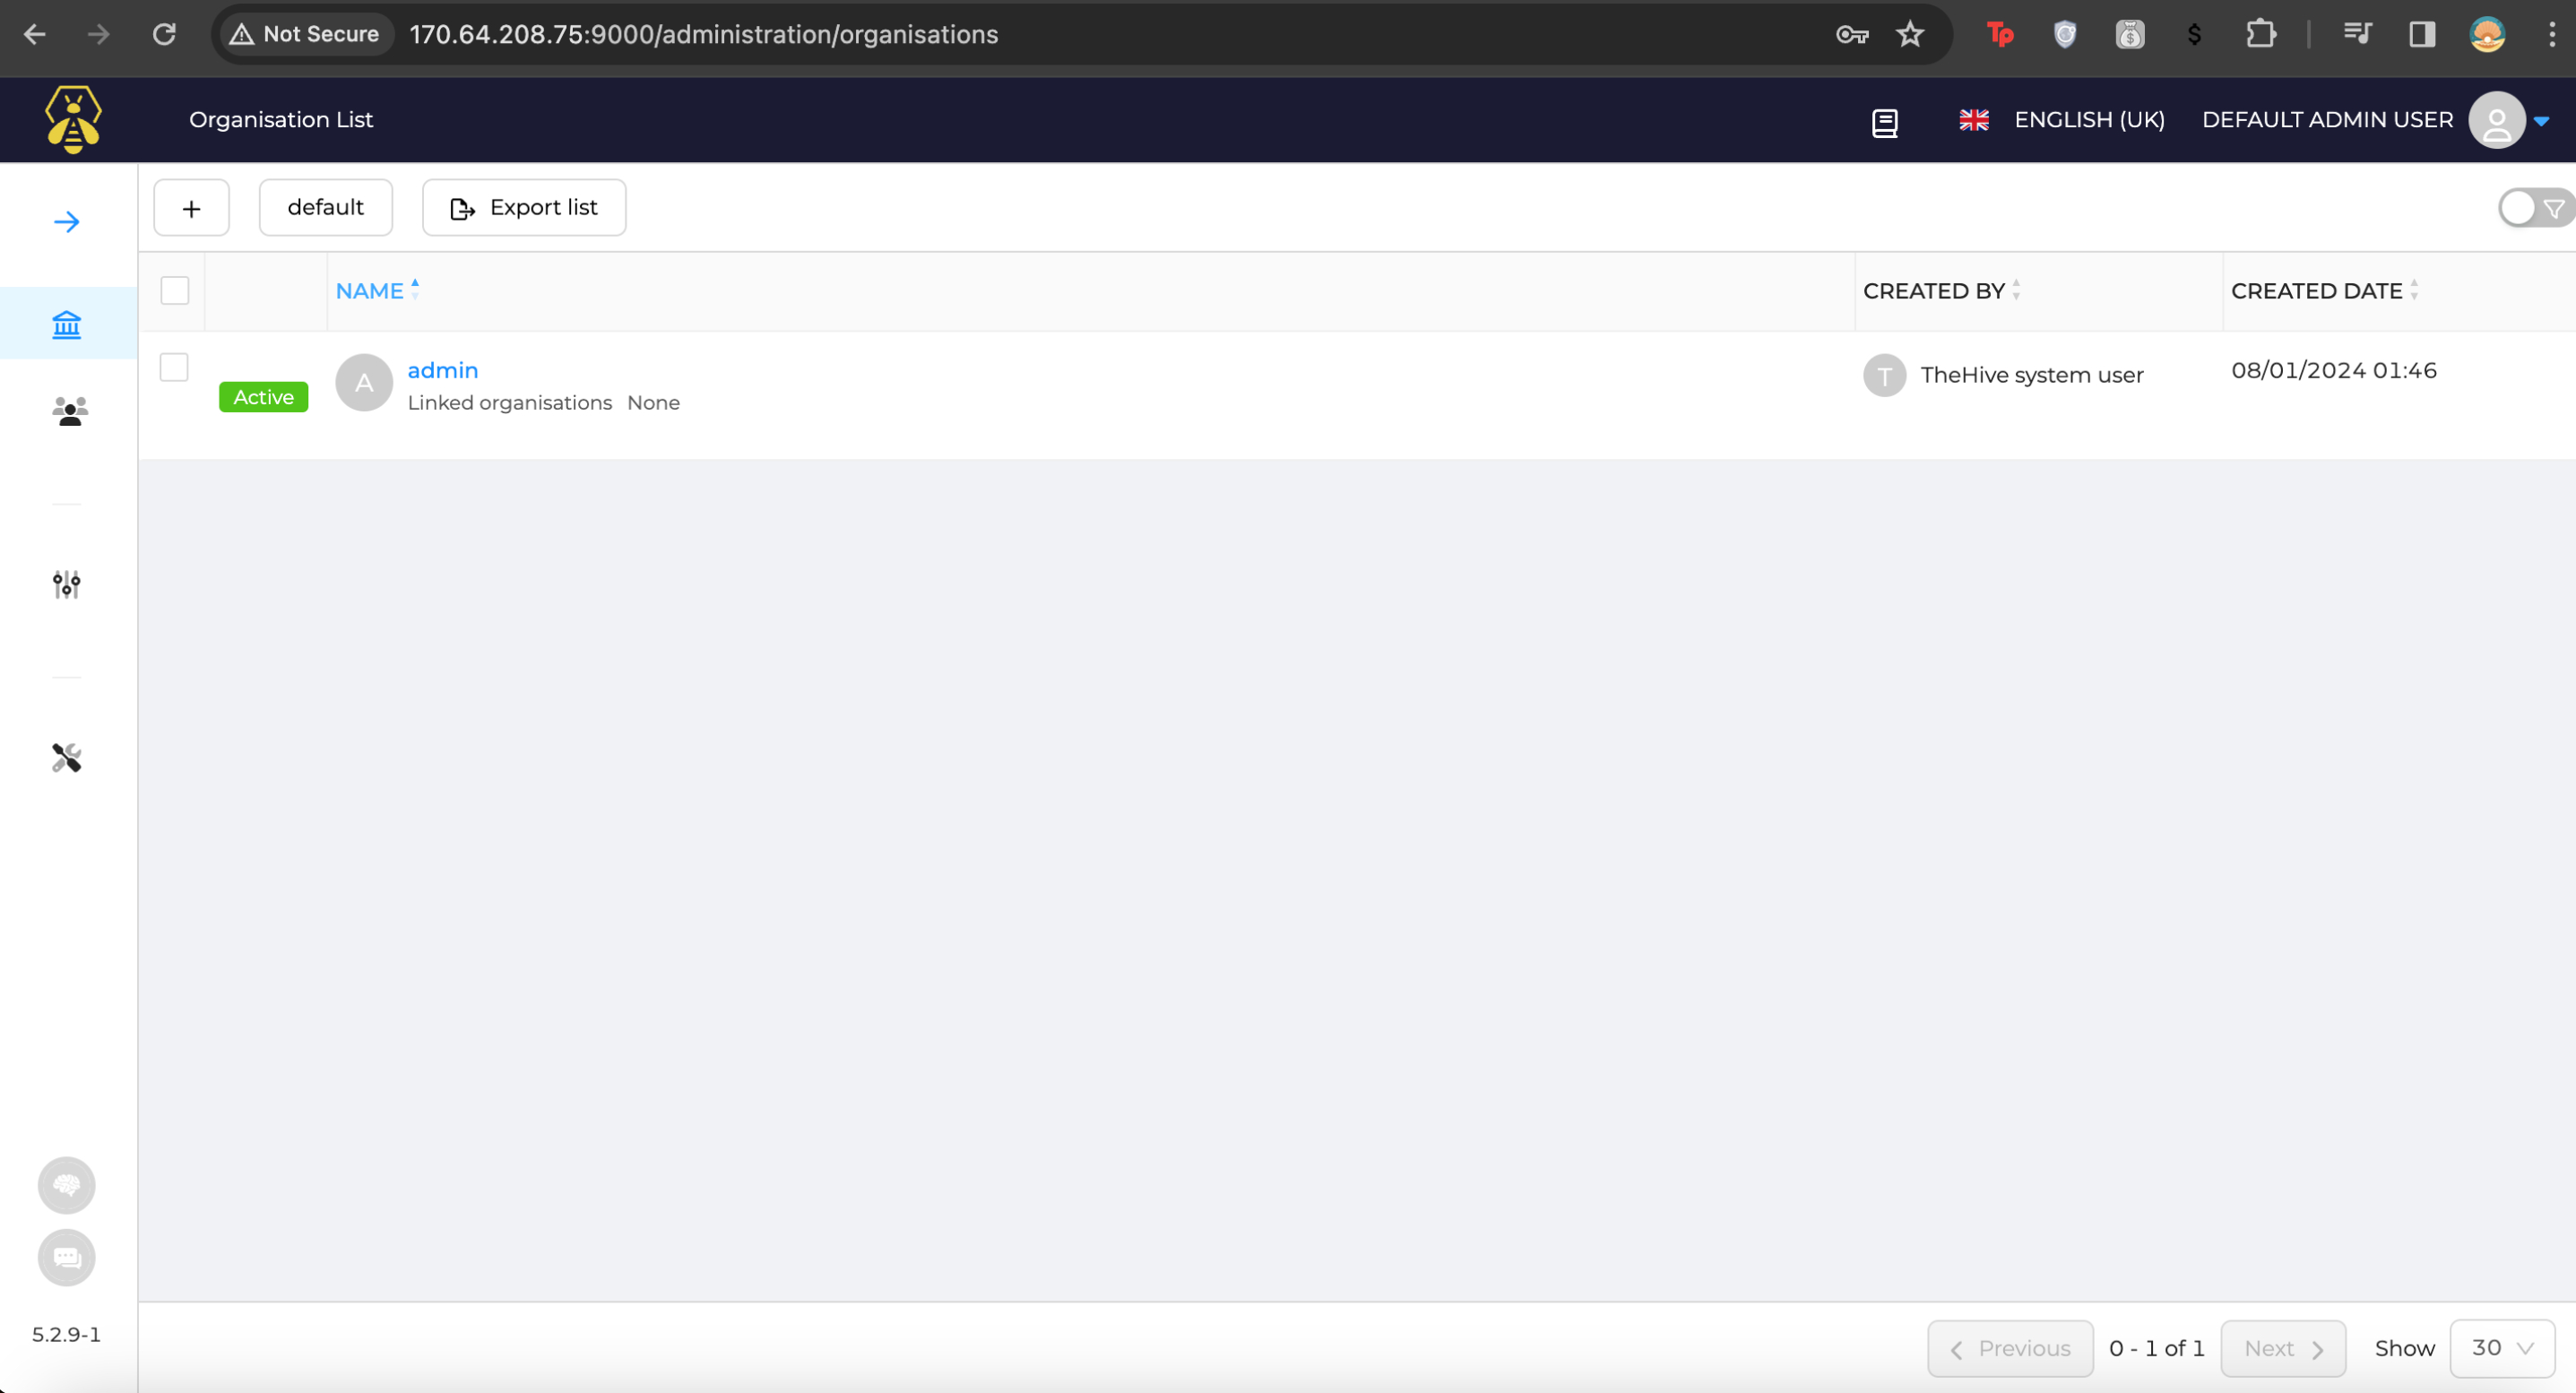 Not Secure 170.64.208.75:9000/administration/organisations
Tp
$
Organisation List ENGLISH (UK) DEFAULT ADMIN USER
+ default Export list
NAME CREATED BY CREATED DATE
Active A admin T TheHive system user 08/01/2024 01:46
Linked organisations None
5.2.9-1
Previous 0 - 1 of 1 Next Show 30